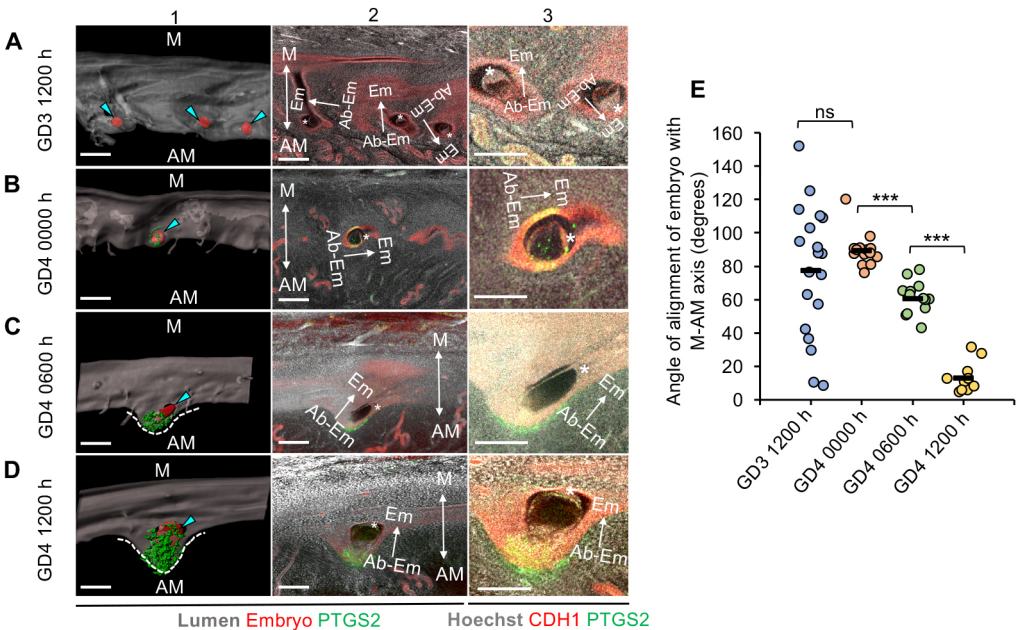 1 2 3
A GD3 1200 h
M
AM
M
AM
Em
Ab-Em
Em
Ab-Em
Ab-Em
Em
*
*
*
Em
Ab-Em
Ab-Em
Em
*
*
B GD4 0000 h
M
AM
M
AM
Ab-Em
Em
*
Ab-Em
Em
*
C GD4 0600 h
M
AM
M
AM
Em
Ab-Em
*
Em
Ab-Em
*
D GD4 1200 h
M
AM
M
AM
Em
Ab-Em
*
Em
Ab-Em
*
Lumen Embryo PTGS2
Hoechst CDH1 PTGS2
E
Angle of alignment of embryo with
M-AM axis (degrees)
160
140
120
100
80
60
40
20
0
ns
***
***
GD3 1200 h
GD4 0000 h
GD4 0600 h
GD4 1200 h